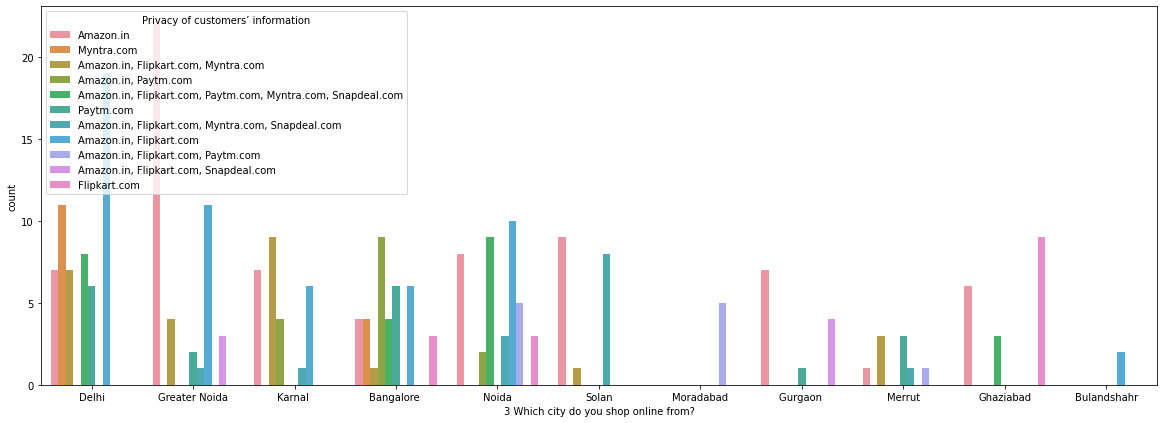 Privacy of customers’ information
Amazon.in
Myntra.com
Amazon.in, Flipkart.com, Myntra.com
Amazon.in, Paytm.com
Amazon.in, Flipkart.com, Paytm.com, Myntra.com, Snapdeal.com
Paytm.com
Amazon.in, Flipkart.com, Myntra.com, Snapdeal.com
Amazon.in, Flipkart.com
Amazon.in, Flipkart.com, Paytm.com
Amazon.in, Flipkart.com, Snapdeal.com
Flipkart.com
20
15
10
5
0
count
Delhi Greater Noida Karnal Bangalore Noida Solan Moradabad Gurgaon Merrut Ghaziabad Bulandshahr
3 Which city do you shop online from?